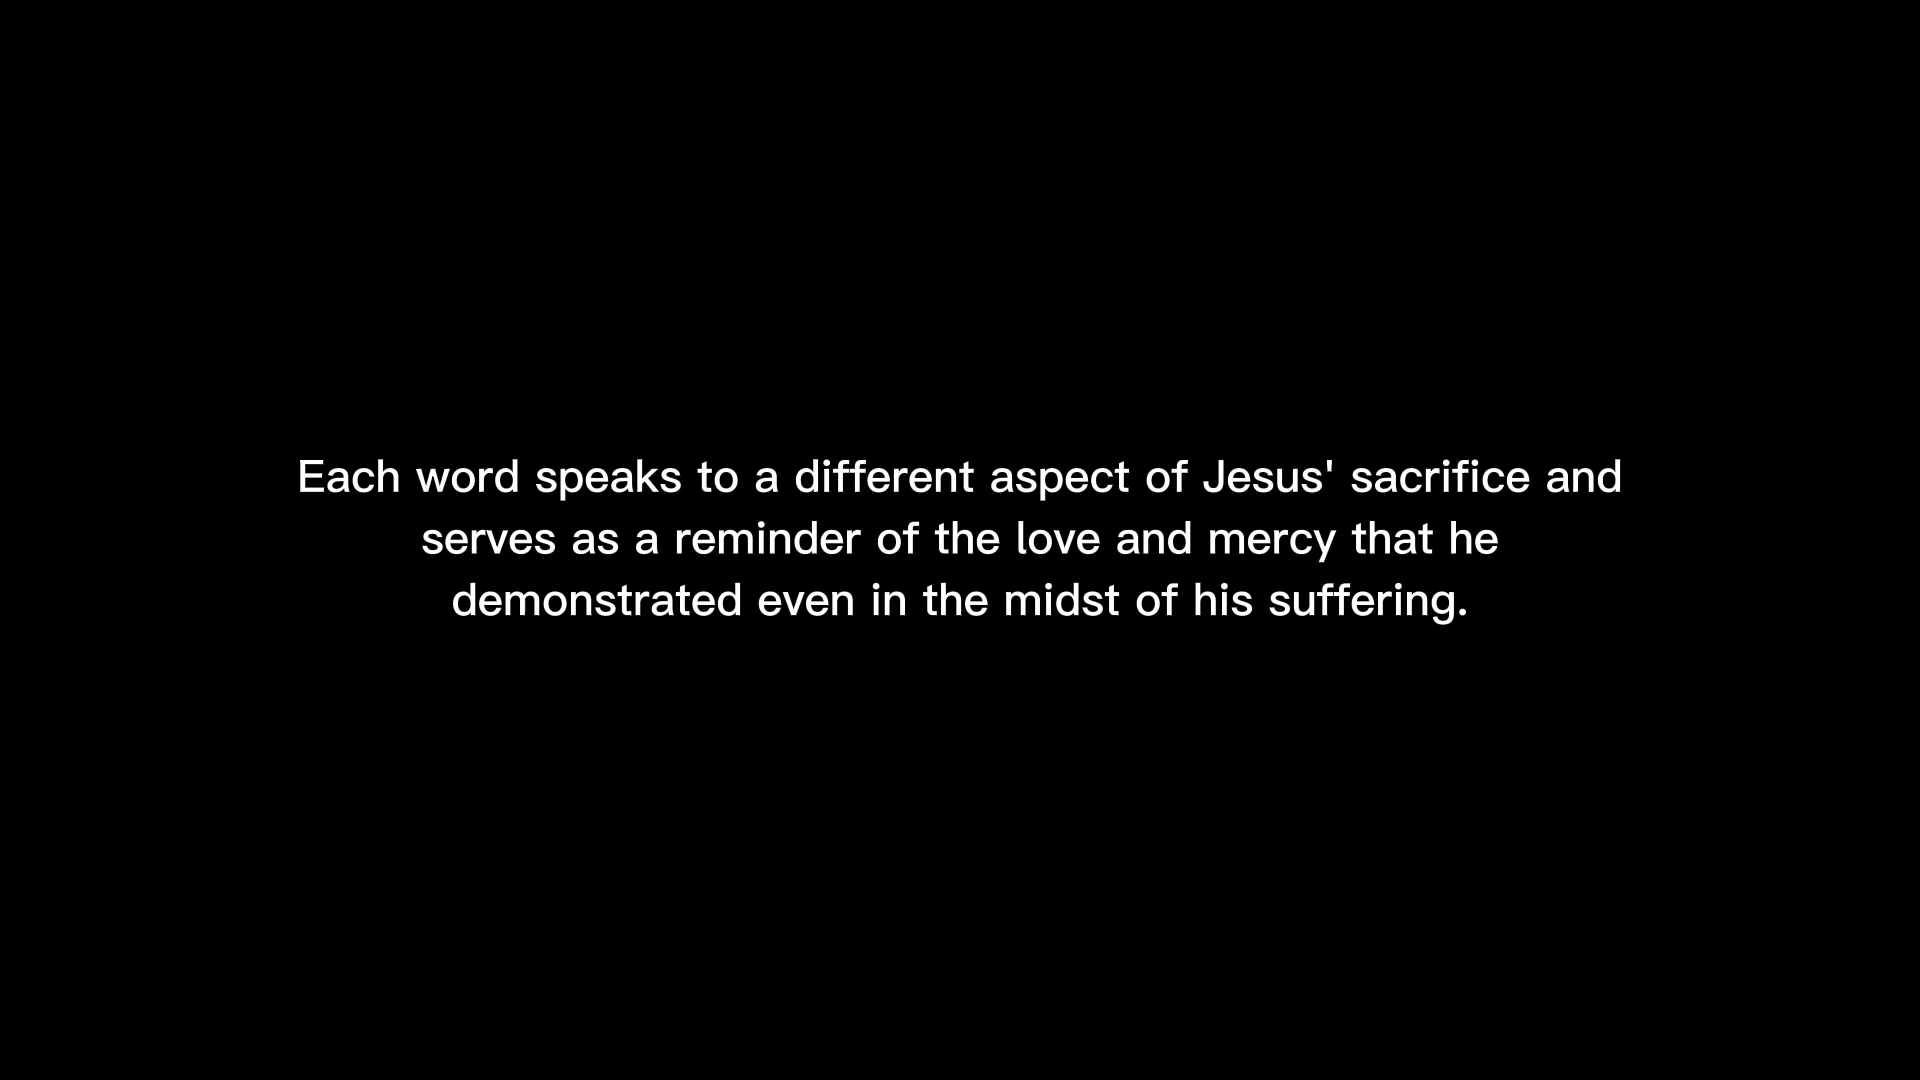 Each word speaks to a different aspect of Jesus' sacrifice and
serves as a reminder of the love and mercy that he
demonstrated even in the midst of his suffering.